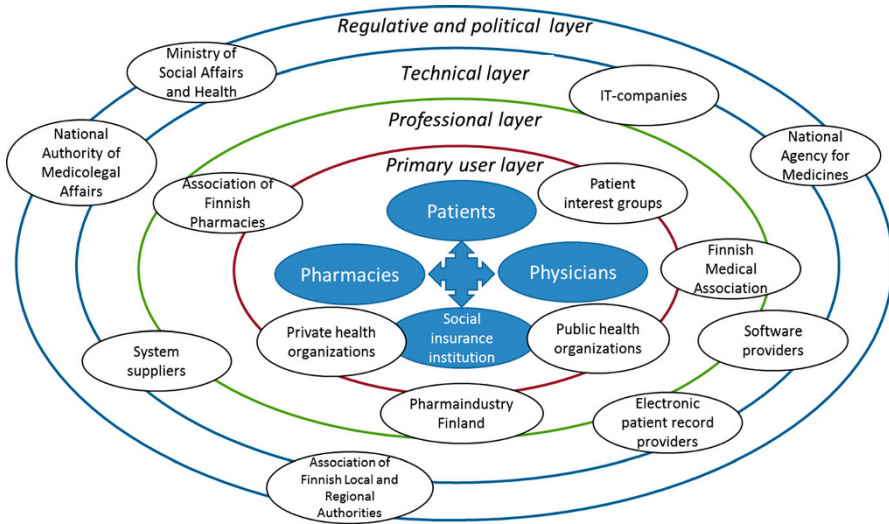 Regulative and political layer
Ministry of
Social Affairs
and Health
Technical layer
IT-companies
National
Authority of
Medicolegal
Affairs
Professional layer
National
Agency for
Medicines
Primary user layer
Association of
Finnish
Pharmacies
Patient
interest groups
Patients
Pharmacies
Physicians
Finnish
Medical
Association
Private health
organizations
Social
insurance
institution
Public health
organizations
Software
providers
System
suppliers
Pharmaindustry
Finland
Electronic
patient record
providers
Association of
Finnish Local and
Regional
Authorities